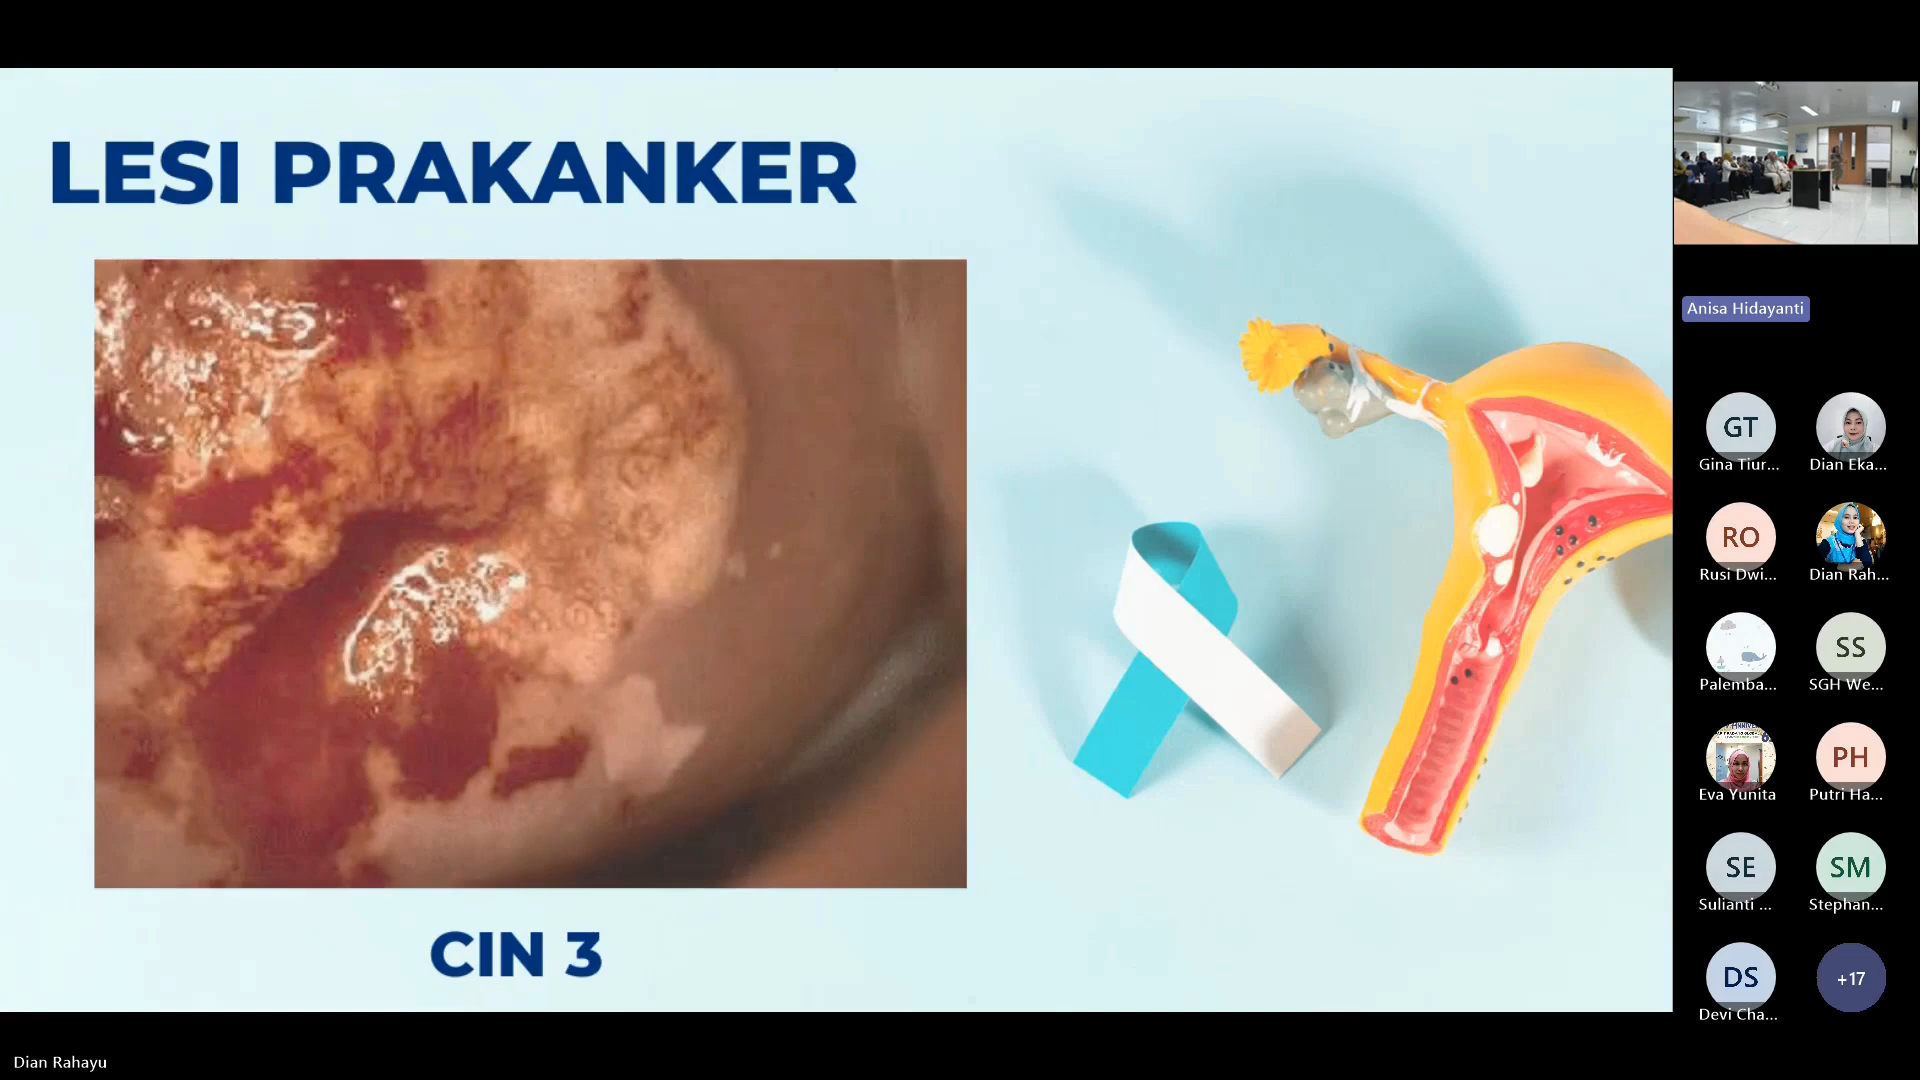 LESI PRAKANKER
CIN 3
Anisa Hidayanti
GT
Gina Tiur...
Dian Eka...
RO
Rusi Dwi...
Dian Rah...
Palemba...
SS
SGH We...
Eva Yunita
PH
Putri Ha...
SE
Sulianti ...
SM
Stephan...
DS
Devi Cha...
+17
Dian Rahayu